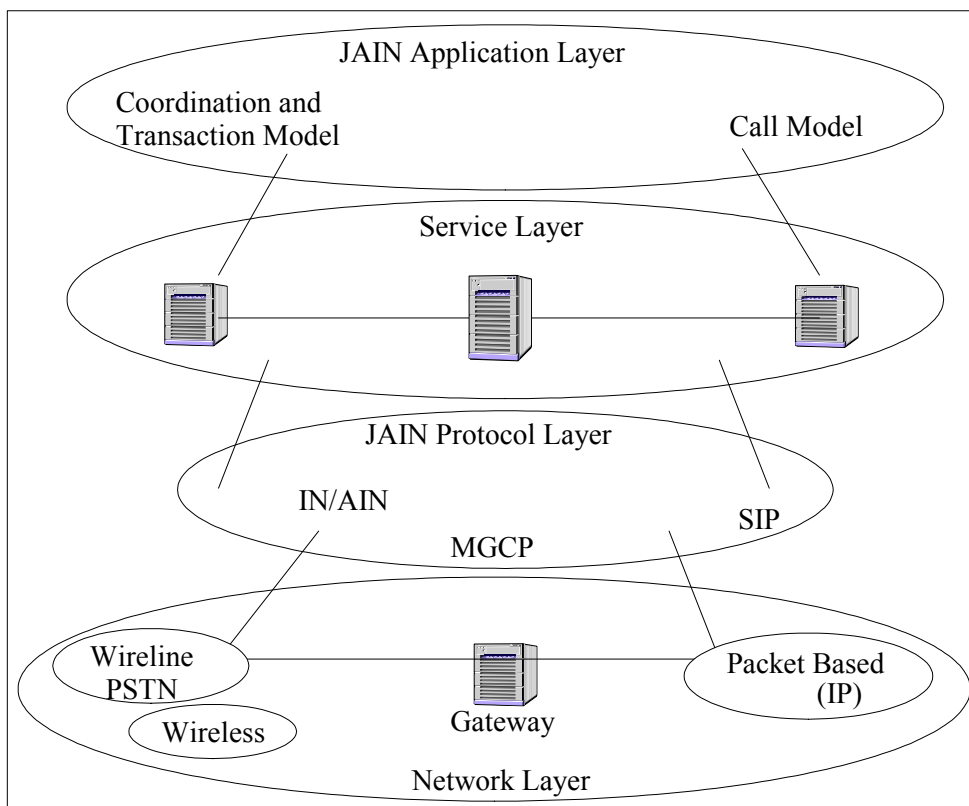 JAIN Application Layer
Coordination and
Transaction Model
Call Model
Service Layer
JAIN Protocol Layer
IN/AIN
SIP
MGCP
Wireline
PSTN
Packet Based
(IP)
Wireless
Gateway
Network Layer